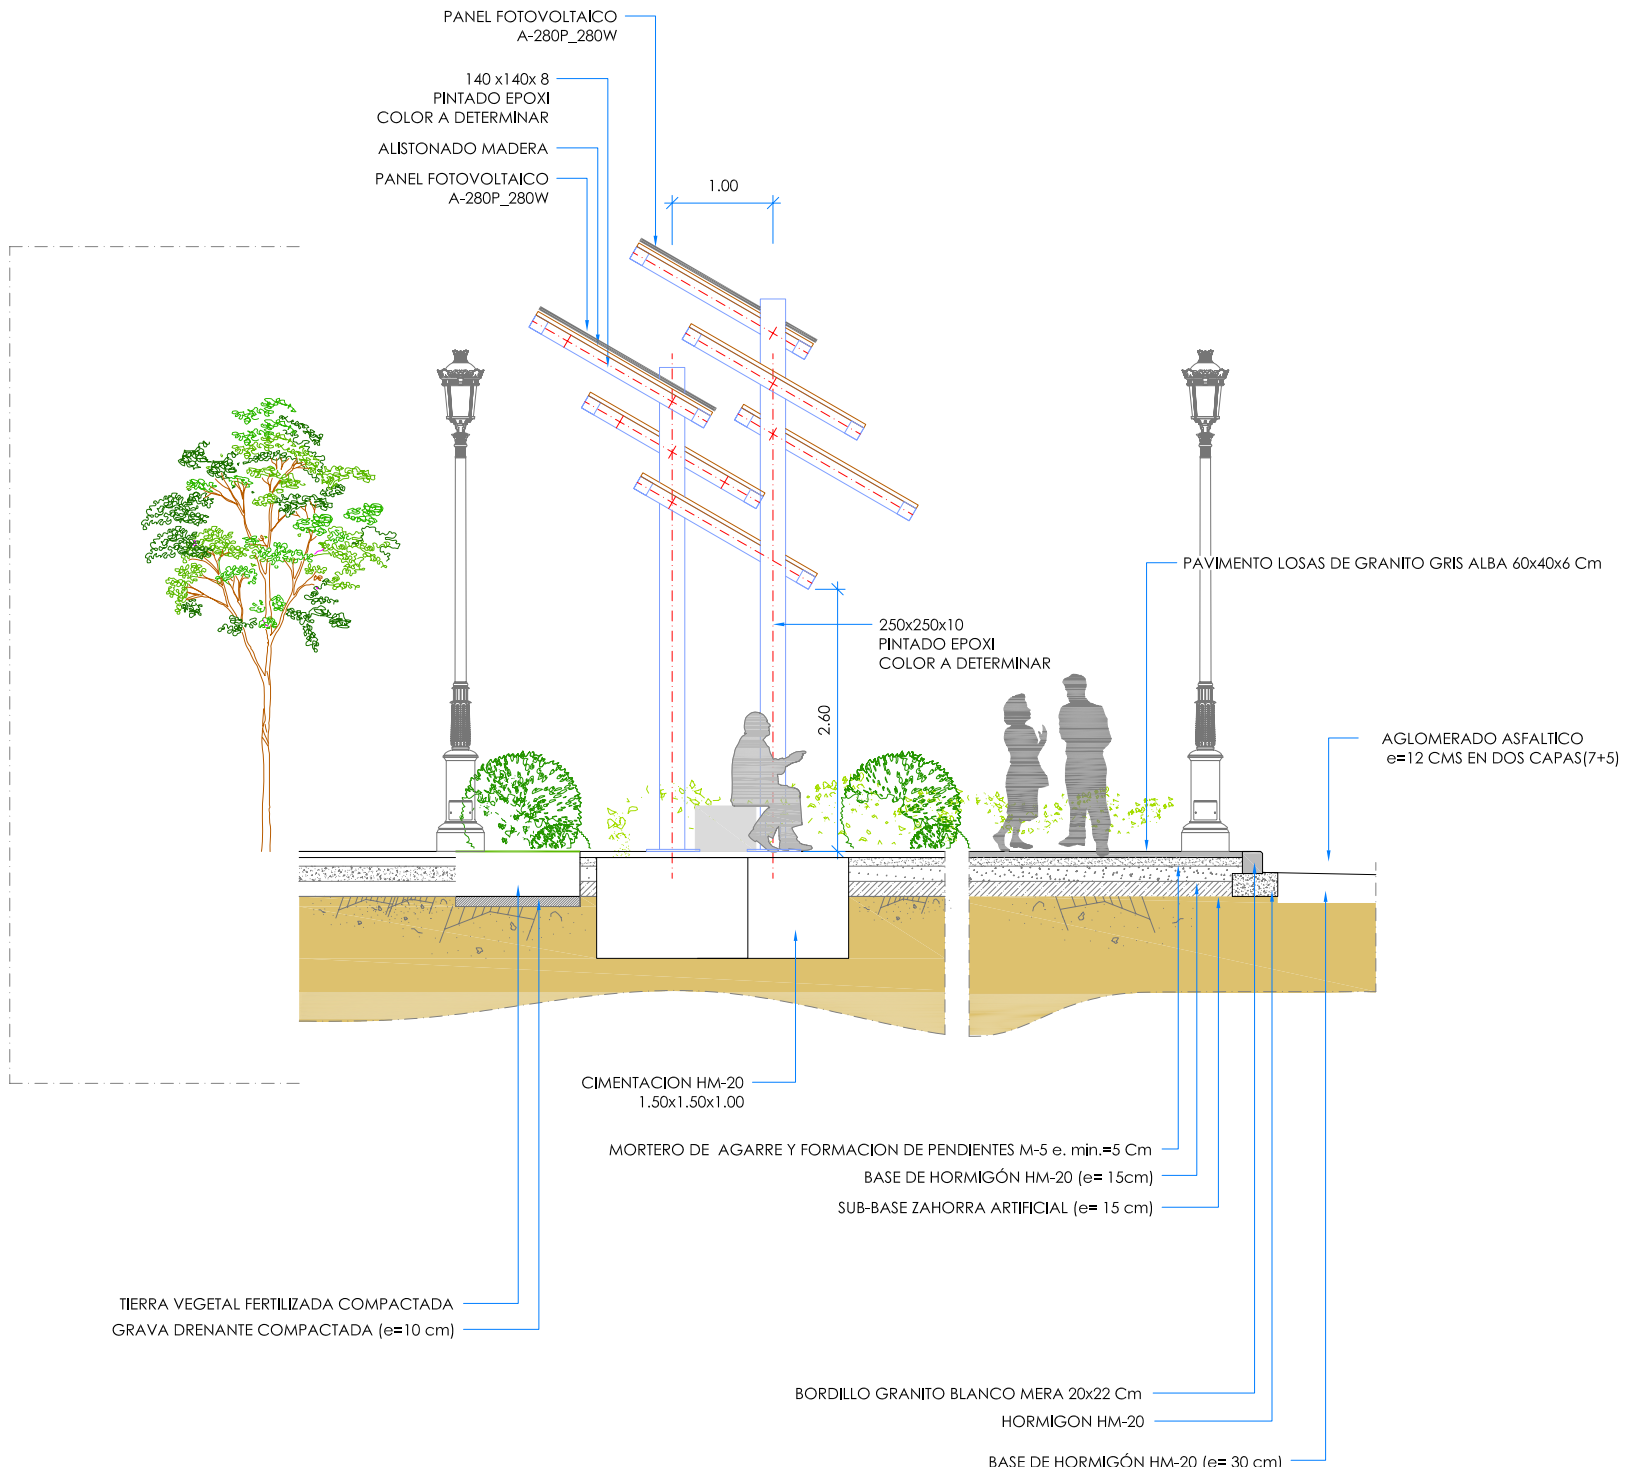 PANEL FOTOVOLTAICO
A-280P_280W
140 x140x 8
PINTADO EPOXI
COLOR A DETERMINAR
ALISTONADO MADERA
PANEL FOTOVOLTAICO
A-280P_280W
1.00
PAVIMENTO LOSAS DE GRANITO GRIS ALBA 60x40x6 Cm
250x250x10
PINTADO EPOXI
COLOR A DETERMINAR
2.60
AGLOMERADO ASFALTICO
e=12 CMS EN DOS CAPAS(7+5)
CIMENTACION HM-20
1.50x1.50x1.00
MORTERO DE AGARRE Y FORMACION DE PENDIENTES M-5 e. min.=5 Cm
BASE DE HORMIGÓN HM-20 (e= 15cm)
SUB-BASE ZAHORRA ARTIFICIAL (e= 15 cm)
TIERRA VEGETAL FERTILIZADA COMPACTADA
GRAVA DRENANTE COMPACTADA (e=10 cm)
BORDILLO GRANITO BLANCO MERA 20x22 Cm
HORMIGON HM-20
BASE DE HORMIGÓN HM-20 (e= 30 cm)